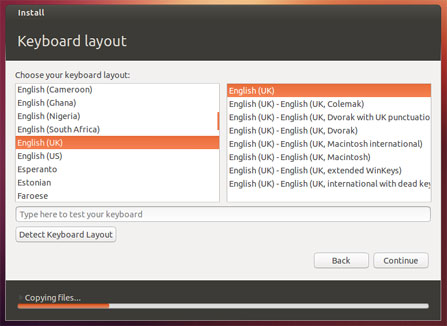 Install
Keyboard layout
Choose your keyboard layout:
English (Cameroon)
English (Ghana)
English (Nigeria)
English (South Africa)
English (UK)
English (US)
Esperanto
Estonian
Faroese
English (UK)
English (UK) - English (UK, Colemak)
English (UK) - English (UK, Dvorak with UK punctuatio
English (UK) - English (UK, Dvorak)
English (UK) - English (UK, Macintosh international)
English (UK) - English (UK, Macintosh)
English (UK) - English (UK, extended WinKeys)
English (UK) - English (UK, international with dead key
Type here to test your keyboard
Detect Keyboard Layout
Back
Continue
Copying files...